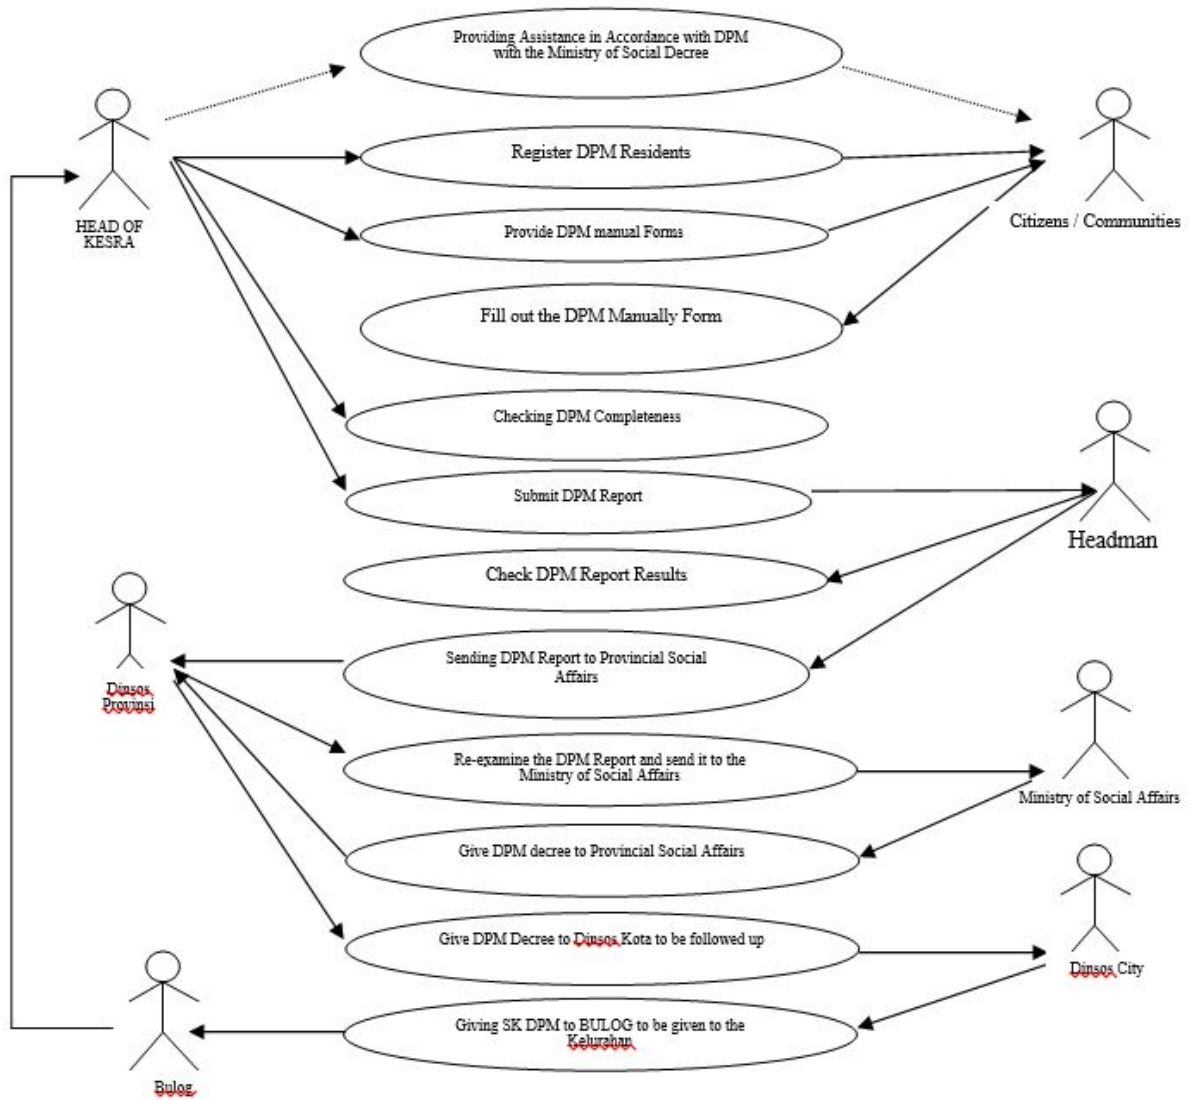 Providing Assistance in Accordance with DPM
with the Ministry of Social Decree
Register DPM Residents
HEAD OF
KESRA
Citizens / Communities
Provide DPM manual Forms
Fill out the DPM Manually Form
Checking DPM Completeness
Submit DPM Report
Headman
Check DPM Report Results
Sending DPM Report to Provincial Social
Affairs
Dinsos
Provinsi
Re-examine the DPM Report and send it to the
Ministry of Social Affairs
Ministry of Social Affairs
Give DPM decree to Provincial Social Affairs
Give DPM Decree to Dinsos Kota to be followed up
Dinsos City
Giving SK DPM to BULOG to be given to the
Kelurahan
Bulog